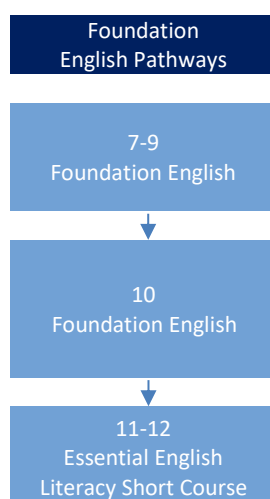 Foundation
English Pathways
7-9
Foundation English
10
Foundation English
11-12
Essential English
Literacy Short Course